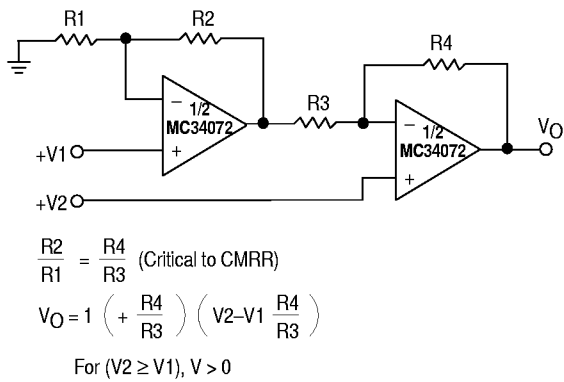 R1
R2
R3
R4
1/2
MC34072
1/2
MC34072
−
+
−
+
+V1
+V2
VO
R2/R1 = R4/R3 (Critical to CMRR)
VO = 1 ( + R4/R3 ) ( V2–V1 R4/R3 )
For (V2 ≥ V1), V > 0